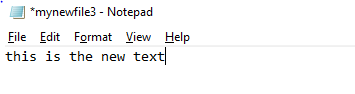 *mynewfile3 - Notepad
File Edit Format View Help
this is the new text